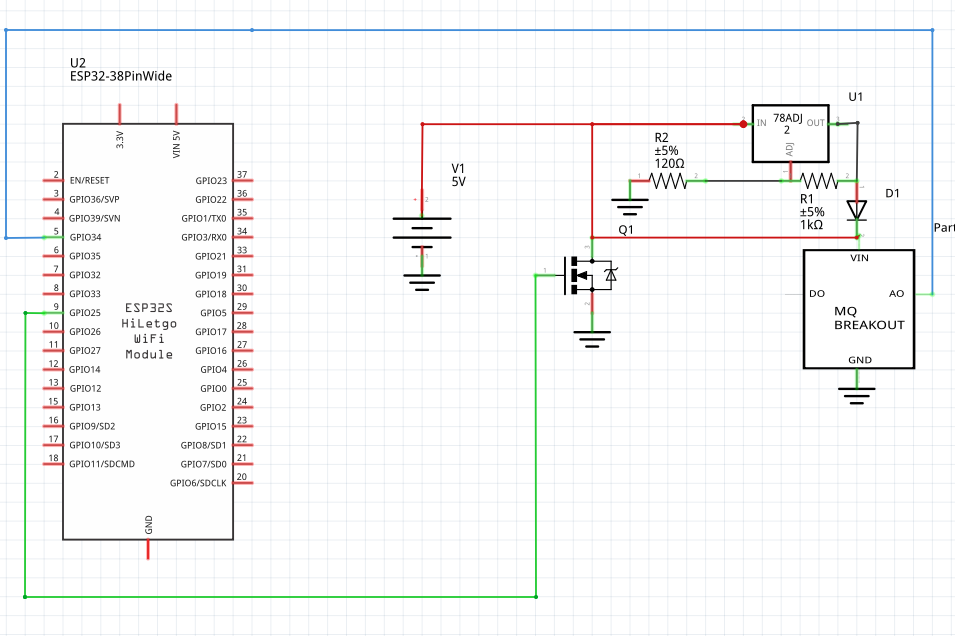 U2
ESP32-38PinWide
3.3V
VIN 5V
2 EN/RESET
3 GPIO36/SVP
4 GPIO39/SVN
5 GPIO34
6 GPIO35
7 GPIO32
8 GPIO33
9 GPIO25
10 GPIO26
11 GPIO27
12 GPIO14
13 GPIO12
15 GPIO13
16 GPIO9/SD2
17 GPIO10/SD3
18 GPIO11/SDCMD
ESP32S
HiLetgo
WiFi
Module
GPIO23 37
GPIO22 36
GPIO1/TX0 35
GPIO3/RX0 34
GPIO21 33
GPIO19 31
GPIO18 30
GPIO5 29
GPIO17 28
GPIO16 27
GPIO4 26
GPIO0 25
GPIO2 24
GPIO15 23
GPIO8/SD1 22
GPIO7/SD0 21
GPIO6/SDCLK 20
GND
V1
5V
R2
±5%
120Ω
1
2
Q1
1
U1
IN
78ADJ
2
OUT
ADJ
R1
±5%
1kΩ
2
D1
Part
VIN
DO
AO
MQ
BREAKOUT
GND